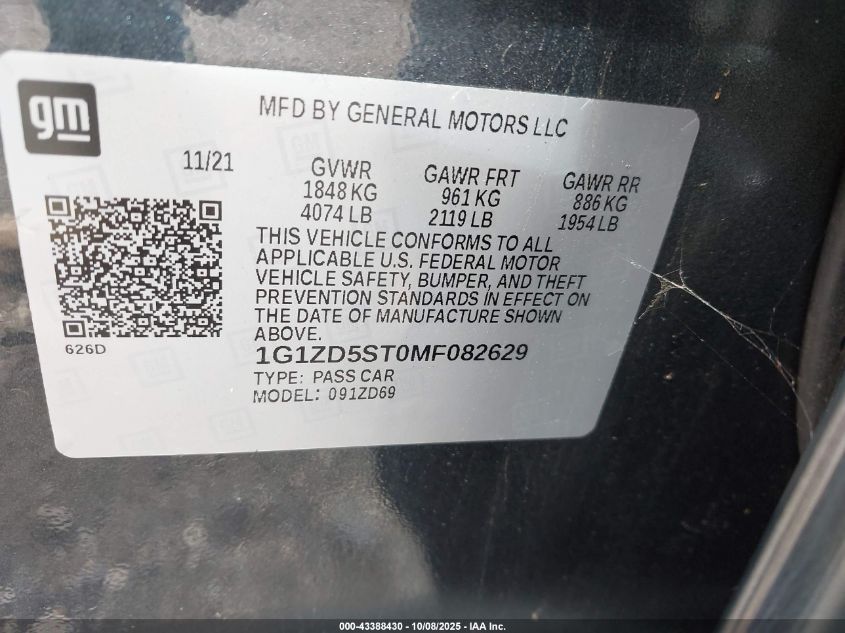 gm
MFD BY GENERAL MOTORS LLC
11/21
GVWR GAWR FRT GAWR RR
1848 KG 961 KG 886 KG
4074 LB 2119 LB 1954 LB
THIS VEHICLE CONFORMS TO ALL
APPLICABLE U.S. FEDERAL MOTOR
VEHICLE SAFETY, BUMPER, AND THEFT
PREVENTION STANDARDS IN EFFECT ON
THE DATE OF MANUFACTURE SHOWN
ABOVE.
626D
1G1ZD5ST0MF082629
TYPE: PASS CAR
MODEL: 091ZD69
000-43388430 - 10/08/2025 - IAA Inc.